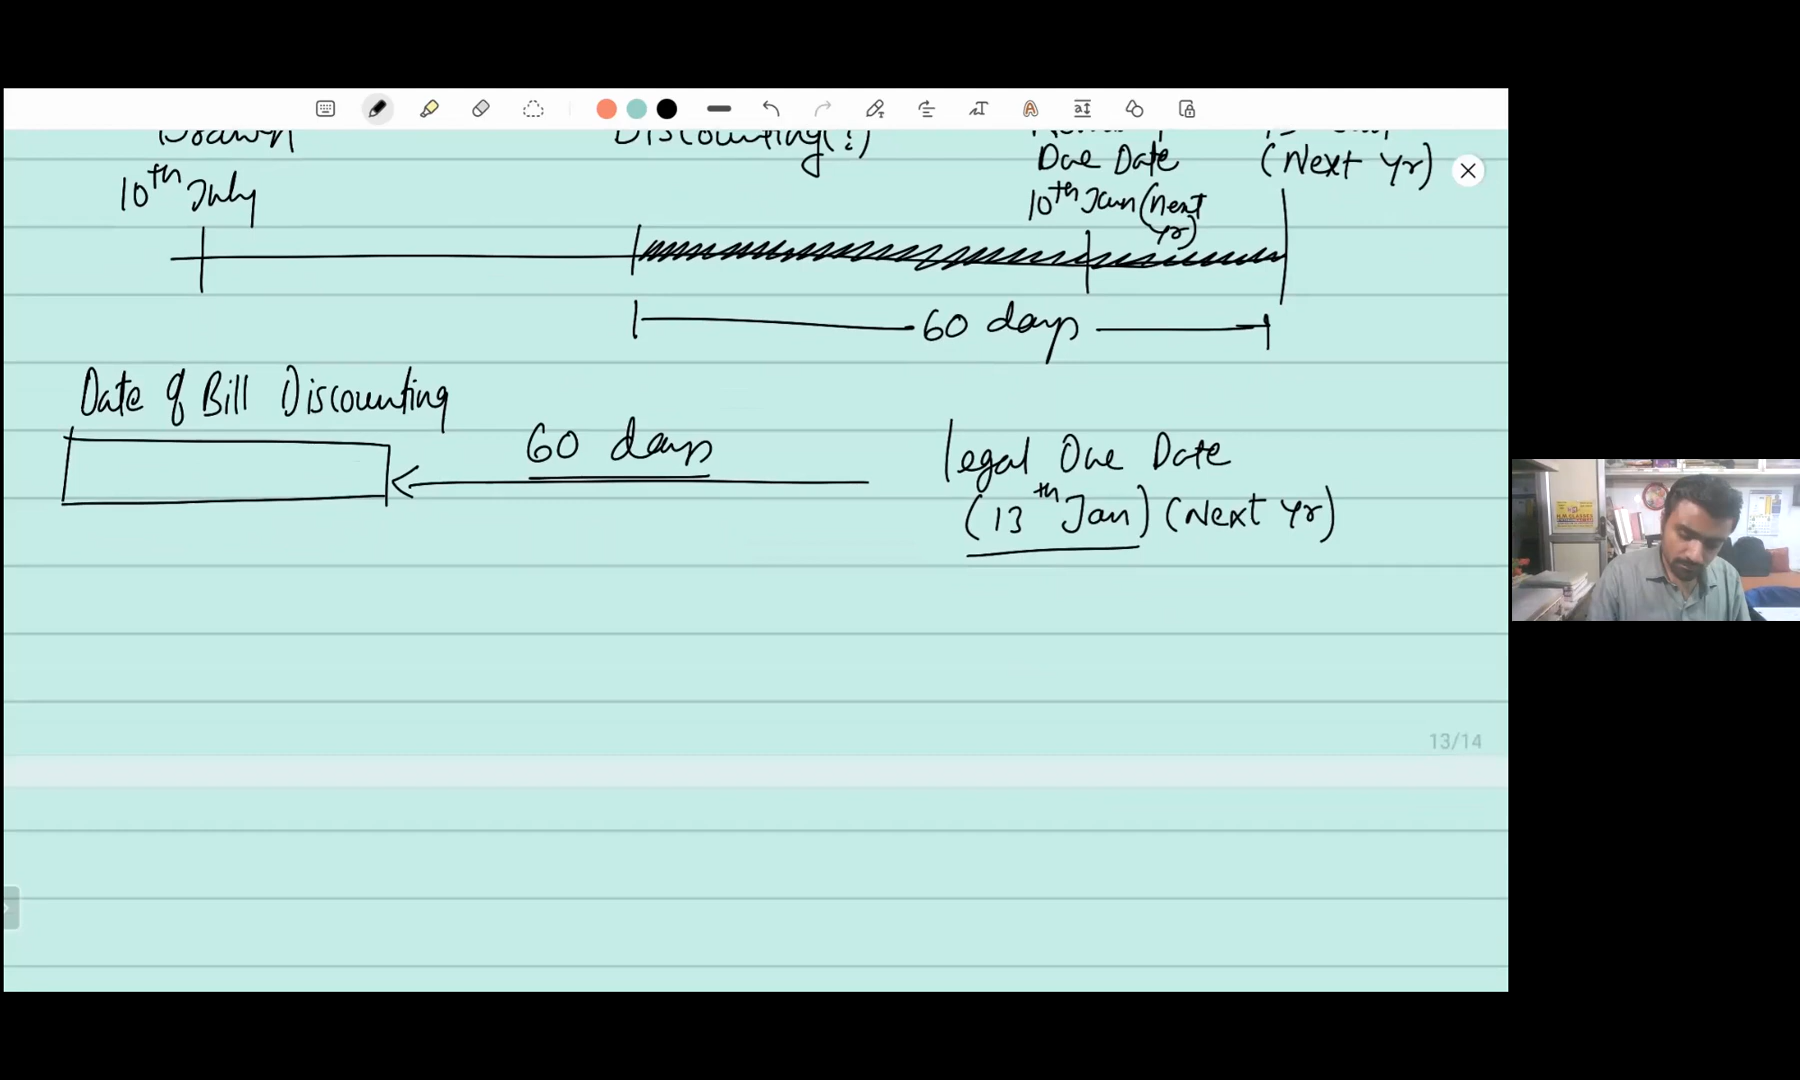 Drawn
Discounting(?)
Due Date
(Next Yr)
10th July
10th Jan (next
yr)
60 days
Date of Bill Discounting
60 days
legal Due Date
(13th Jan) (Next Yr)
13/14